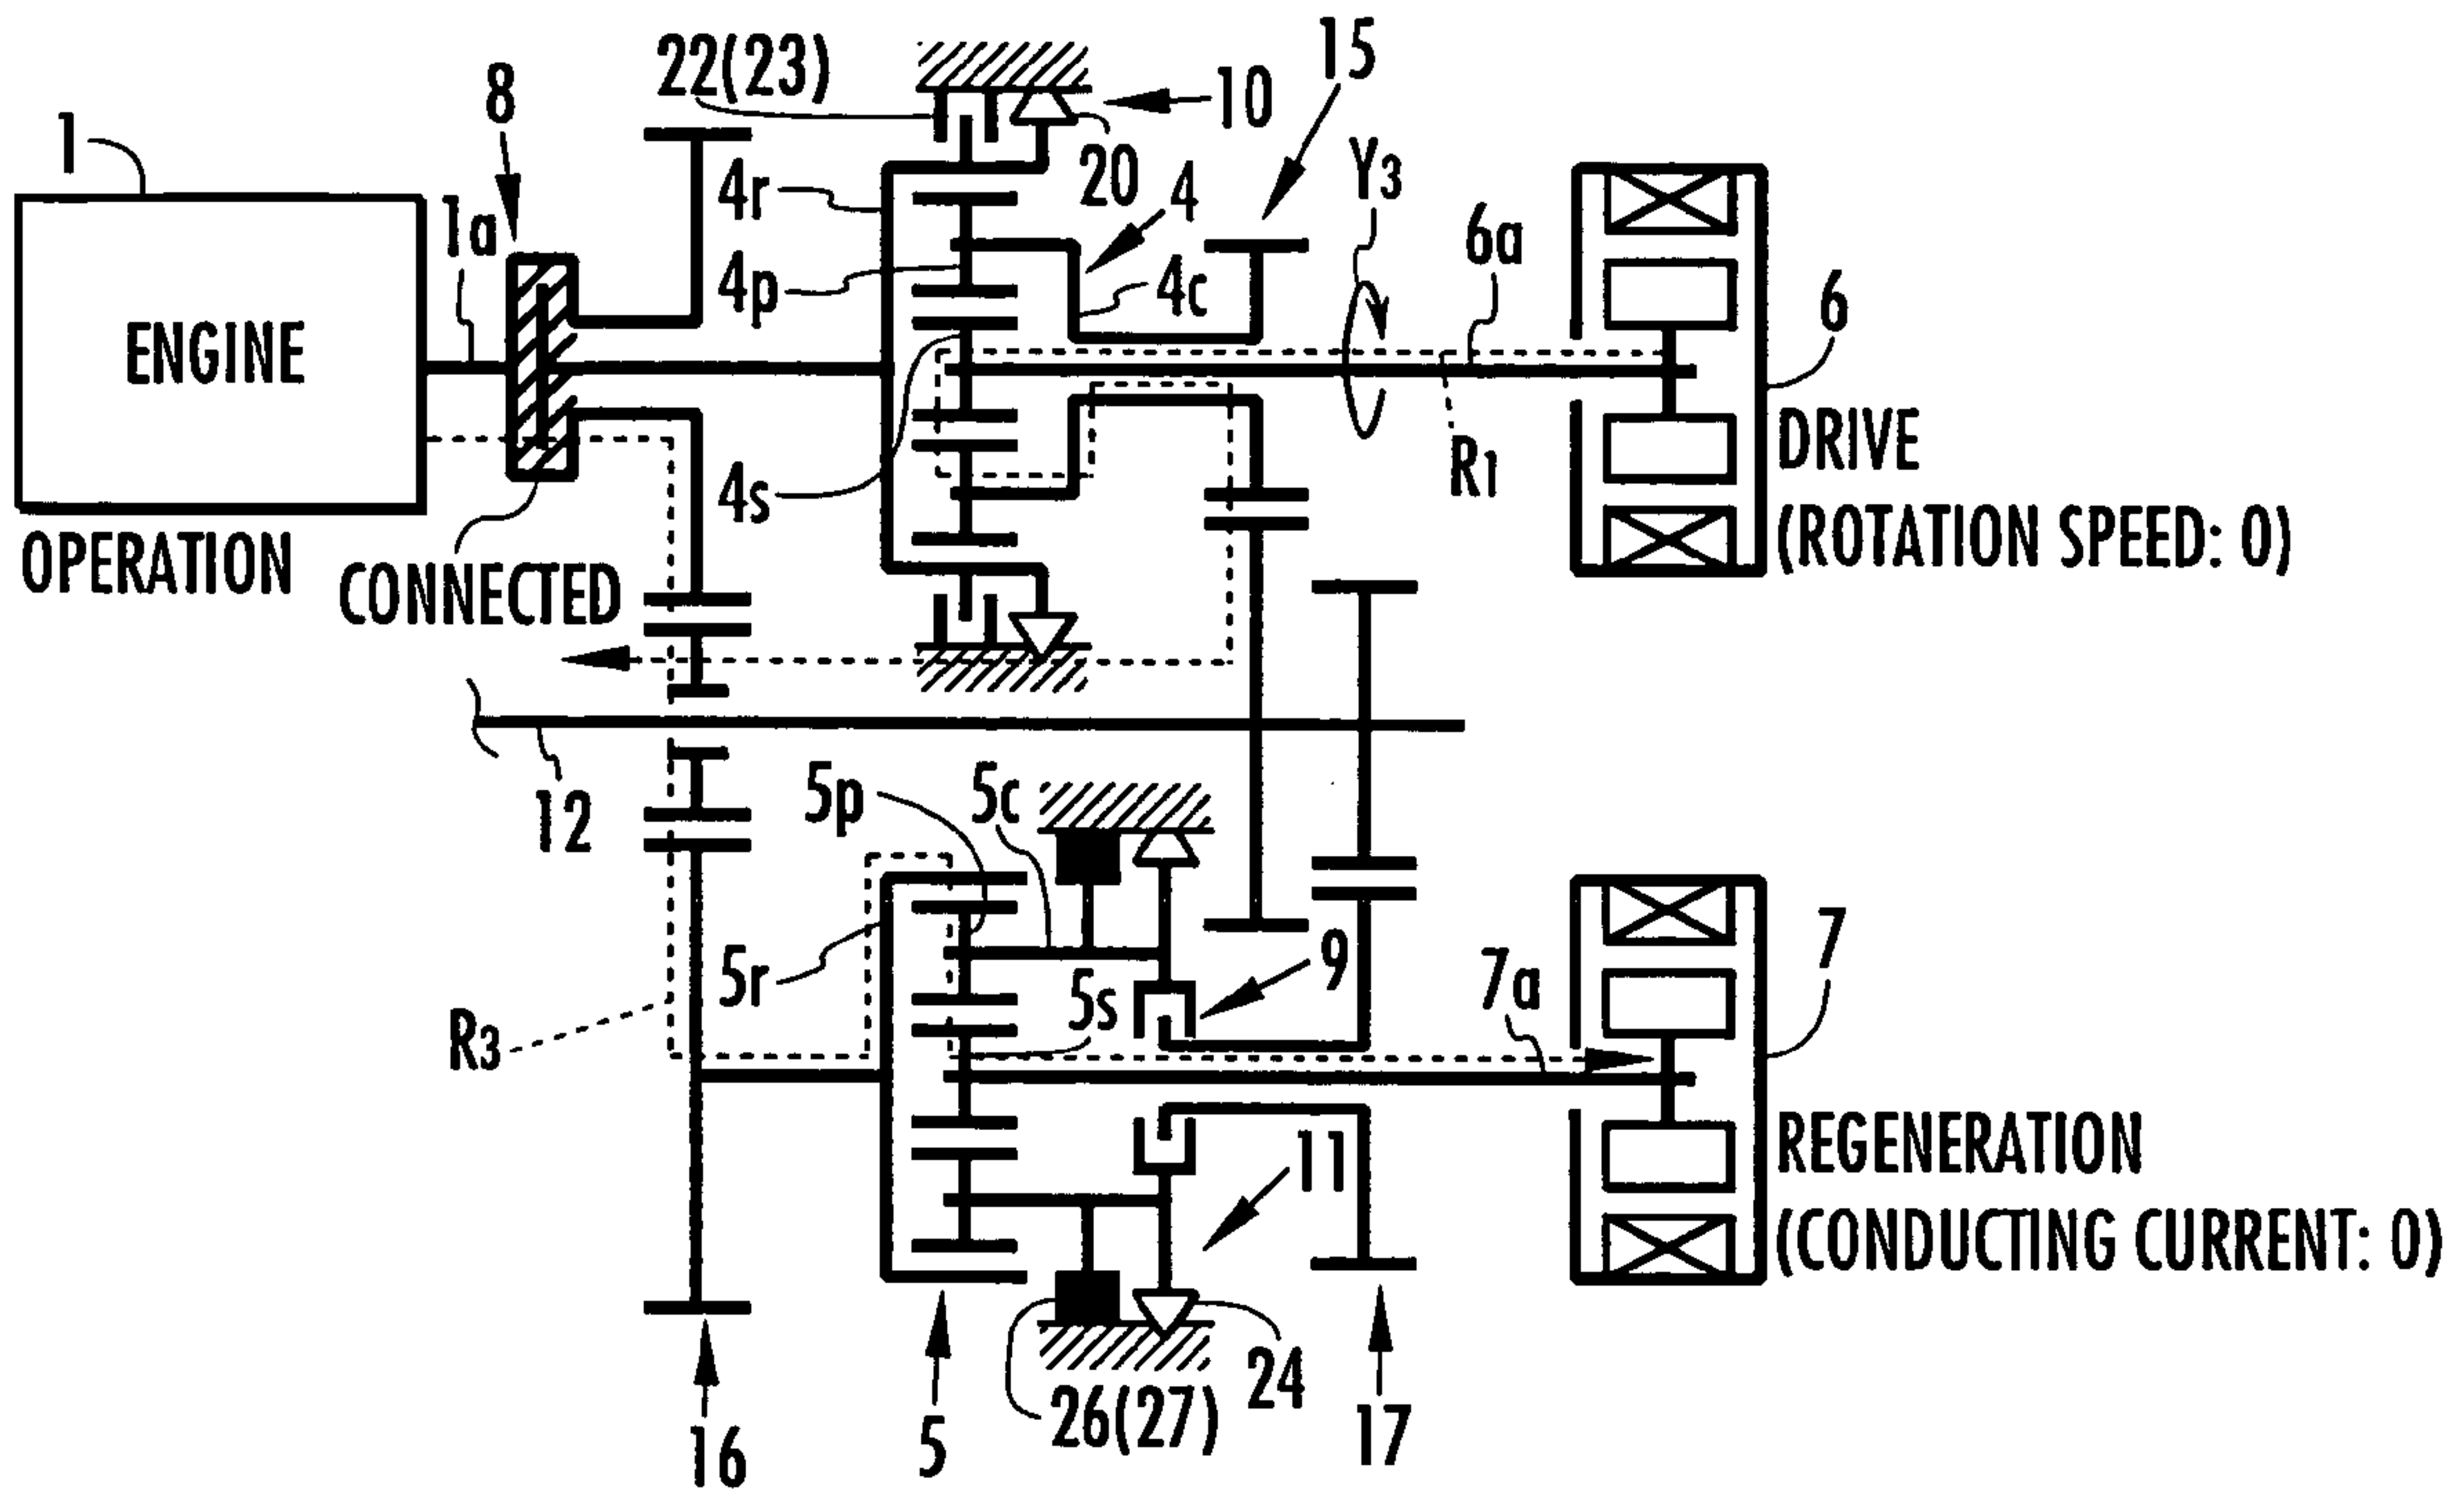 22(23)
15
8
10
1
20
Y3
4r
4
1a
6a
4p
4c
6
ENGINE
DRIVE
R1
4s
(ROTATION SPEED: 0)
OPERATION
CONNECTED
5p
5c
12
7
9
5r
7a
5s
R3
REGENERATION
11
(CONDUCTING CURRENT: 0)
24
26(27)
17
5
16